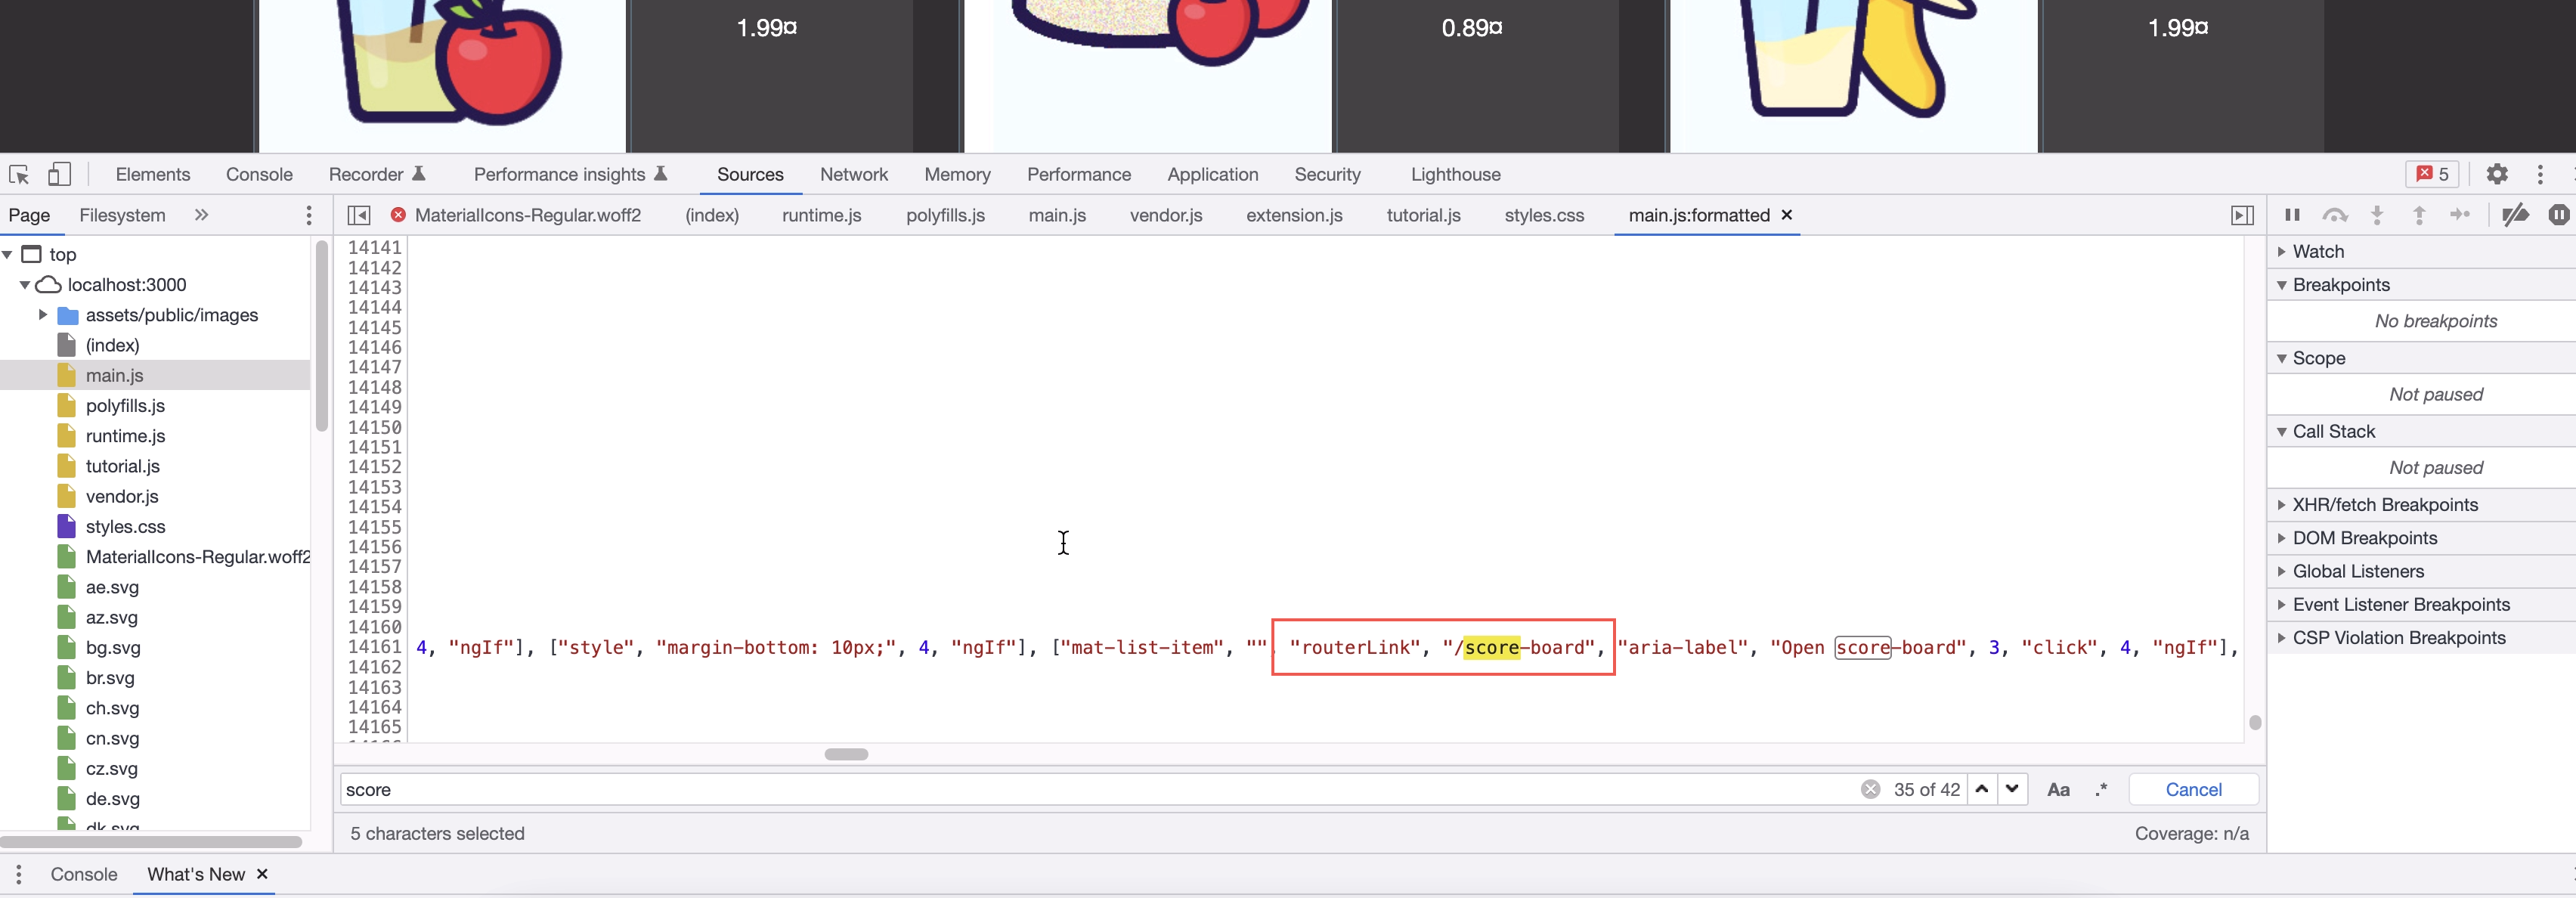 1.99¤ 0.89¤ 1.99¤
Elements Console Recorder Performance insights Sources Network Memory Performance Application Security Lighthouse 5
Page Filesystem » MaterialIcons-Regular.woff2 (index) runtime.js polyfills.js main.js vendor.js extension.js tutorial.js styles.css main.js:formatted ×
top
localhost:3000
assets/public/images
(index)
main.js
polyfills.js
runtime.js
tutorial.js
vendor.js
styles.css
MaterialIcons-Regular.woff2
ae.svg
az.svg
bg.svg
br.svg
ch.svg
cn.svg
cz.svg
de.svg
dk.svg
14141
14142
14143
14144
14145
14146
14147
14148
14149
14150
14151
14152
14153
14154
14155
14156
14157
14158
14159
14160
14161 4, "ngIf"], ["style", "margin-bottom: 10px;", 4, "ngIf"], ["mat-list-item", "", "routerLink", "/score-board", "aria-label", "Open score-board", 3, "click", 4, "ngIf"],
14162
14163
14164
14165
14166
score 35 of 42 Aa .* Cancel
5 characters selected Coverage: n/a
Watch
Breakpoints
No breakpoints
Scope
Not paused
Call Stack
Not paused
XHR/fetch Breakpoints
DOM Breakpoints
Global Listeners
Event Listener Breakpoints
CSP Violation Breakpoints
Console What's New ×